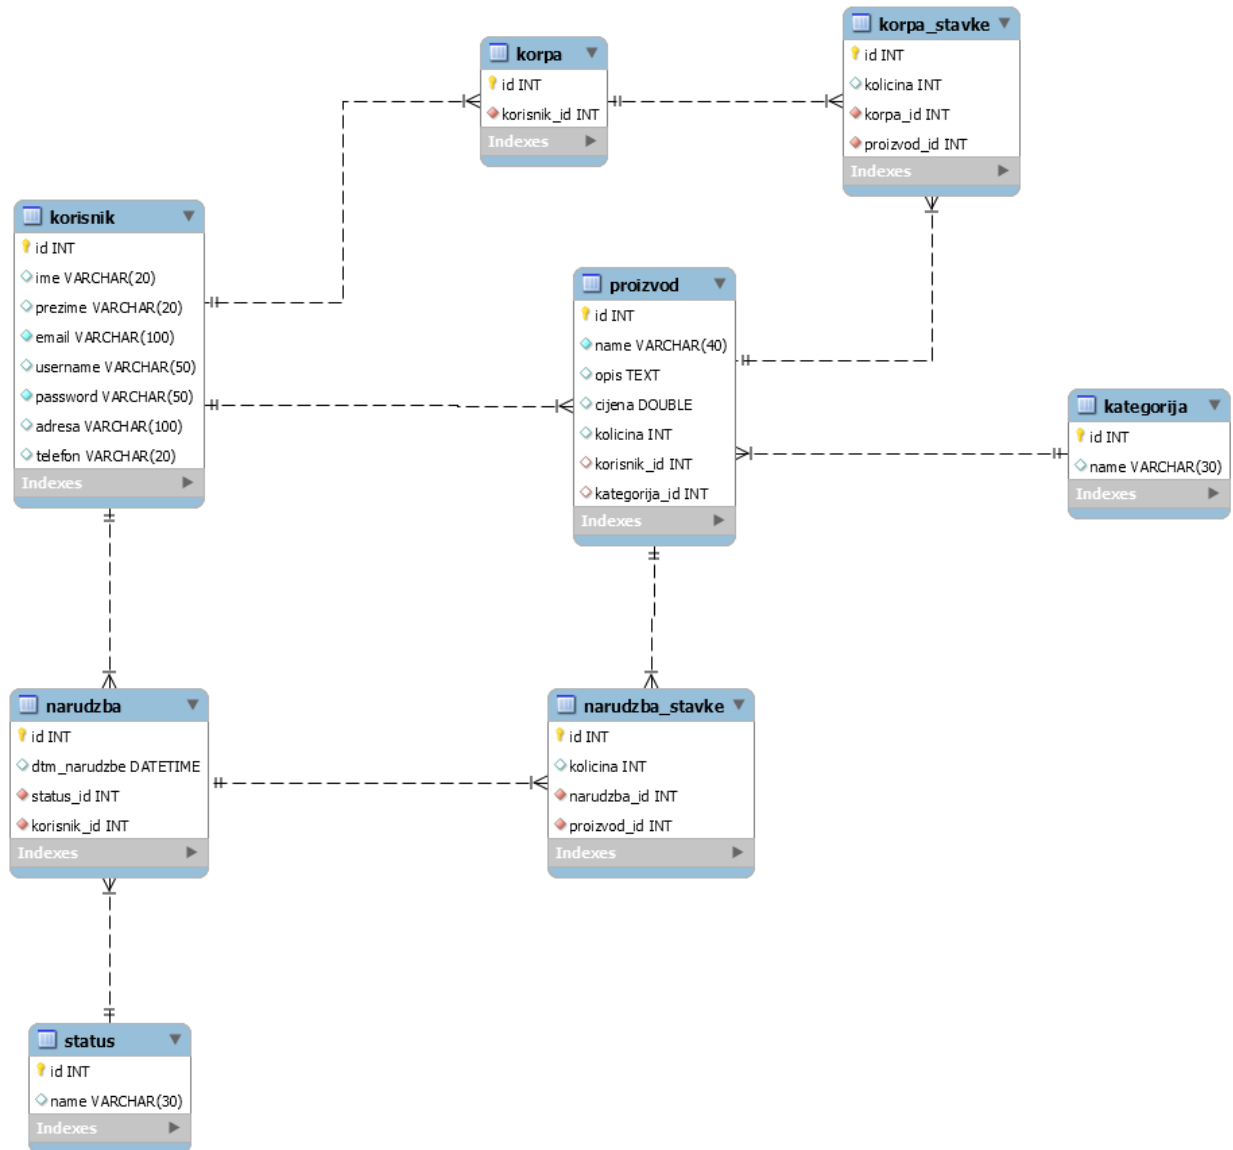 korpa
id INT
korisnik_id INT
Indexes
korpa_stavke
id INT
kolicina INT
korpa_id INT
proizvod_id INT
Indexes
korisnik
id INT
ime VARCHAR(20)
prezime VARCHAR(20)
email VARCHAR(100)
username VARCHAR(50)
password VARCHAR(50)
adresa VARCHAR(100)
telefon VARCHAR(20)
Indexes
proizvod
id INT
name VARCHAR(40)
opis TEXT
cijena DOUBLE
kolicina INT
korisnik_id INT
kategorija_id INT
Indexes
kategorija
id INT
name VARCHAR(30)
Indexes
narudzba
id INT
dtm_narudzbe DATETIME
status_id INT
korisnik_id INT
Indexes
narudzba_stavke
id INT
kolicina INT
narudzba_id INT
proizvod_id INT
Indexes
status
id INT
name VARCHAR(30)
Indexes